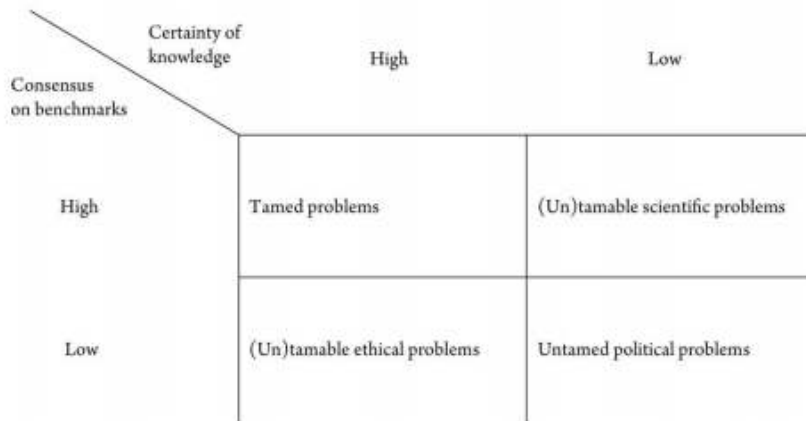 Certainty of
knowledge
High
Low
Consensus
on benchmarks
High
Tamed problems
(Un)tamable scientific problems
Low
(Un)tamable ethical problems
Untamed political problems